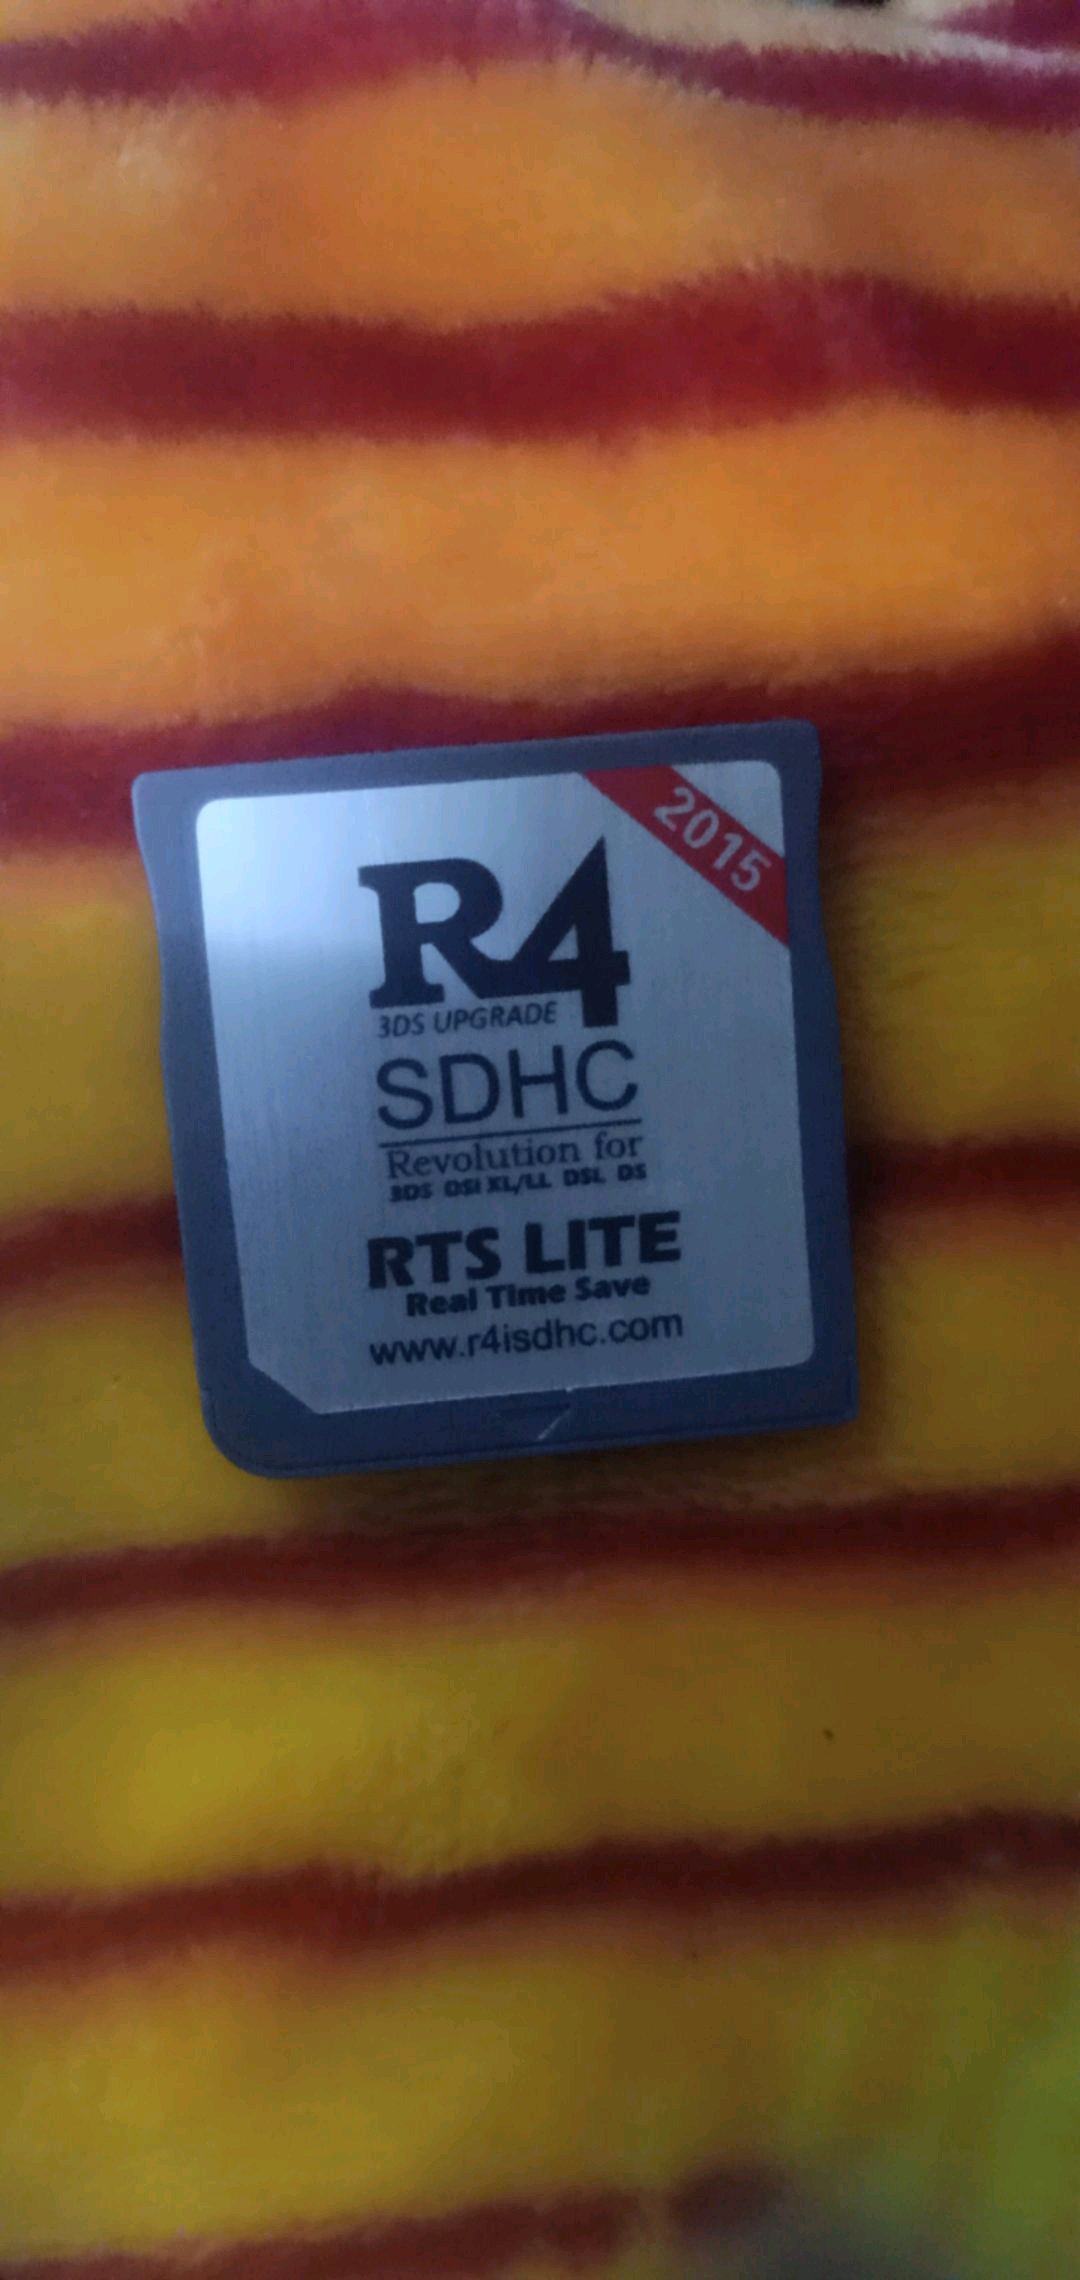 2015
R4
3DS UPGRADE
SDHC
Revolution for
3DS DSI XL/LL DSL DS
RTS LITE
Real Time Save
www.r4isdhc.com